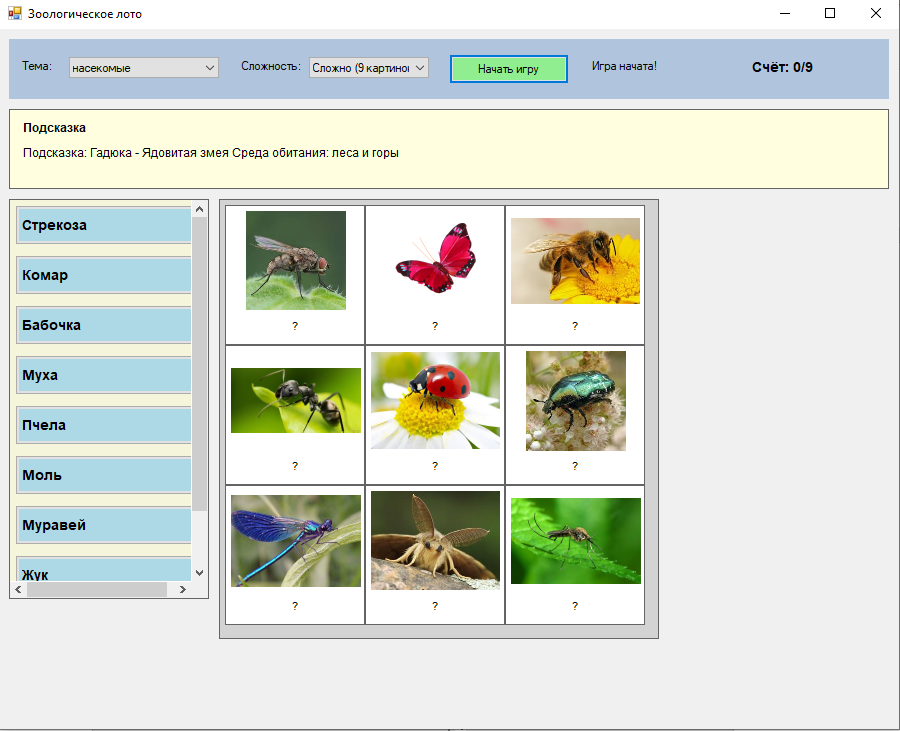 Зоологическое лото
Тема: насекомые Сложность: Сложно (9 картинок Начать игру Игра начата! Счёт: 0/9
Подсказка
Подсказка: Гадюка - Ядовитая змея Среда обитания: леса и горы
Стрекоза
Комар
Бабочка
Муха
Пчела
Моль
Муравей
Жук
? ? ?
? ? ?
? ? ?